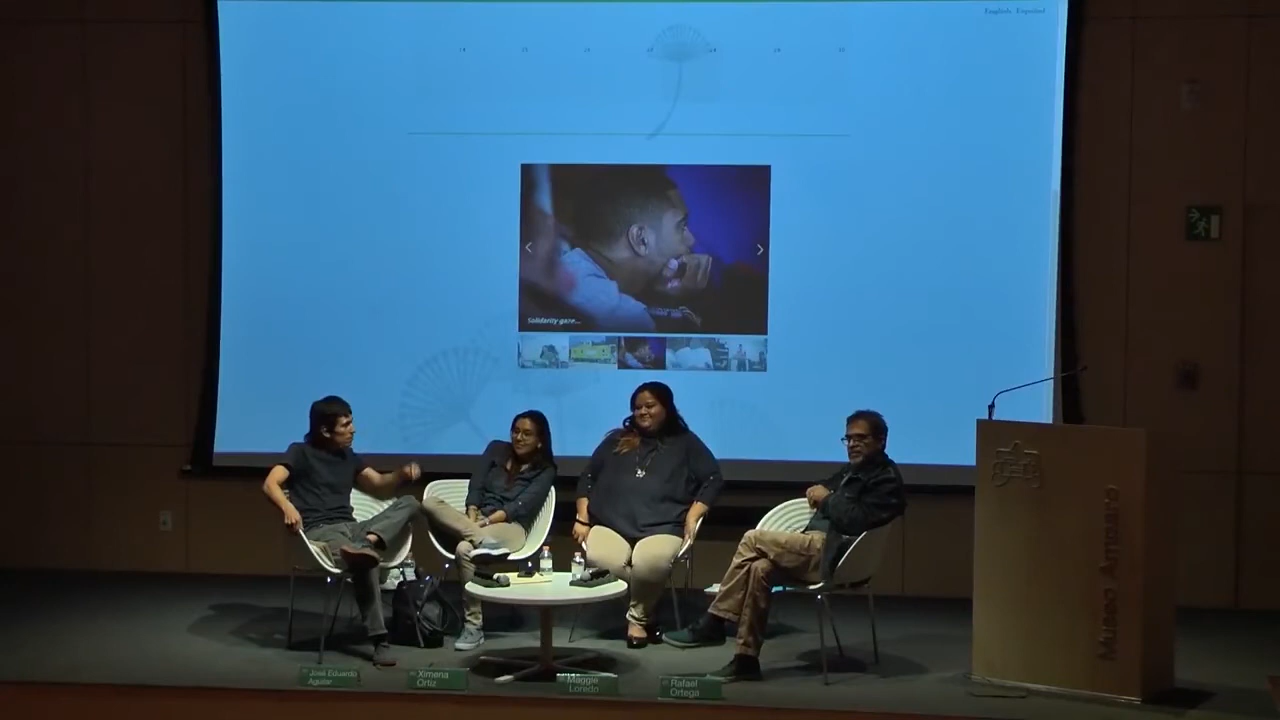 English Español
Solidarity gaze...
José Eduardo
Aguilar
Ximena
Ortiz
Maggie
Loredo
Rafael
Ortega
Museo Amparo